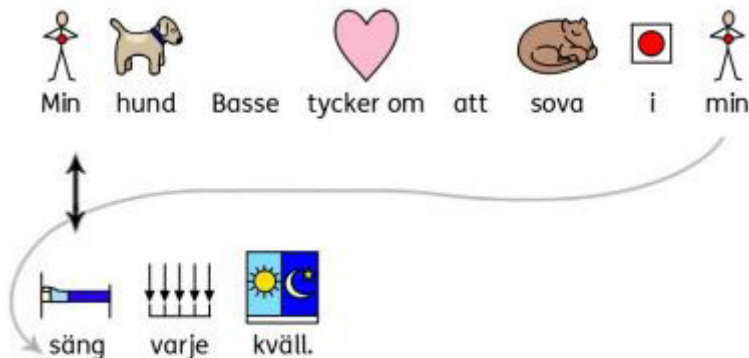 Min hund Basse tycker om att sova i min
säng varje kväll.